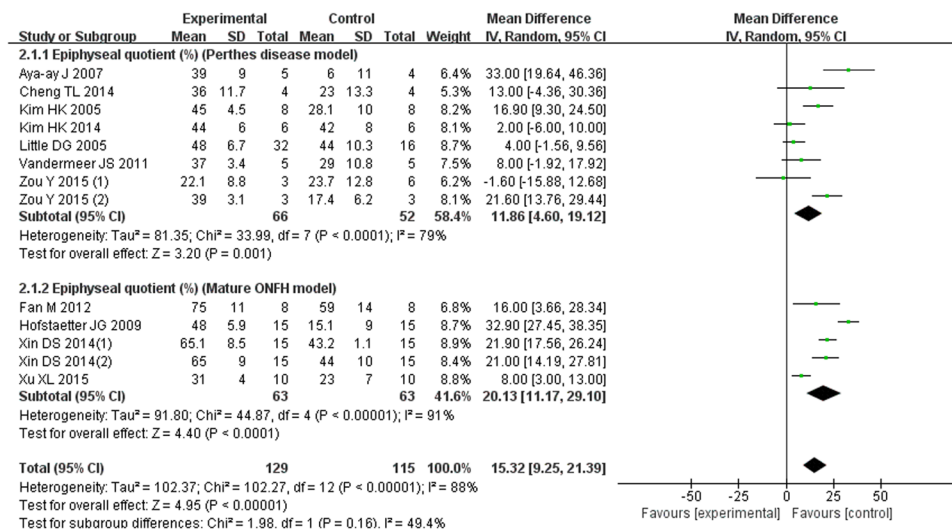 Experimental Control Mean Difference Mean Difference
Study or Subgroup Mean SD Total Mean SD Total Weight IV, Random, 95% CI IV, Random, 95% CI
2.1.1 Epiphyseal quotient (%) (Perthes disease model)
Aya-ay J 2007 39 9 5 6 11 4 6.4% 33.00 [19.64, 46.36]
Cheng TL 2014 36 11.7 4 23 13.3 4 5.3% 13.00 [-4.36, 30.36]
Kim HK 2005 45 4.5 8 28.1 10 8 8.2% 16.90 [9.30, 24.50]
Kim HK 2014 44 6 6 42 8 6 8.1% 2.00 [-6.00, 10.00]
Little DG 2005 48 6.7 32 44 10.3 16 8.7% 4.00 [-1.56, 9.56]
Vandermeer JS 2011 37 3.4 5 29 10.8 5 7.5% 8.00 [-1.92, 17.92]
Zou Y 2015 (1) 22.1 8.8 3 23.7 12.8 6 6.2% -1.60 [-15.88, 12.68]
Zou Y 2015 (2) 39 3.1 3 17.4 6.2 3 8.1% 21.60 [13.76, 29.44]
Subtotal (95% CI) 66 52 58.4% 11.86 [4.60, 19.12]
Heterogeneity: Tau² = 81.35; Chi² = 33.99, df = 7 (P < 0.0001); I² = 79%
Test for overall effect: Z = 3.20 (P = 0.001)
2.1.2 Epiphyseal quotient (%) (Mature ONFH model)
Fan M 2012 75 11 8 59 14 8 6.8% 16.00 [3.66, 28.34]
Hofstaetter JG 2009 48 5.9 15 15.1 9 15 8.7% 32.90 [27.45, 38.35]
Xin DS 2014(1) 65.1 8.5 15 43.2 1.1 15 8.9% 21.90 [17.56, 26.24]
Xin DS 2014(2) 65 9 15 44 10 15 8.4% 21.00 [14.19, 27.81]
Xu XL 2015 31 4 10 23 7 10 8.8% 8.00 [3.00, 13.00]
Subtotal (95% CI) 63 63 41.6% 20.13 [11.17, 29.10]
Heterogeneity: Tau² = 91.80; Chi² = 44.87, df = 4 (P < 0.00001); I² = 91%
Test for overall effect: Z = 4.40 (P < 0.0001)
Total (95% CI) 129 115 100.0% 15.32 [9.25, 21.39]
Heterogeneity: Tau² = 102.37; Chi² = 102.27, df = 12 (P < 0.00001); I² = 88%
Test for overall effect: Z = 4.95 (P < 0.00001)
Test for subgroup differences: Chi² = 1.98, df = 1 (P = 0.16), I² = 49.4%
-50 -25 0 25 50
Favours [experimental] Favours [control]